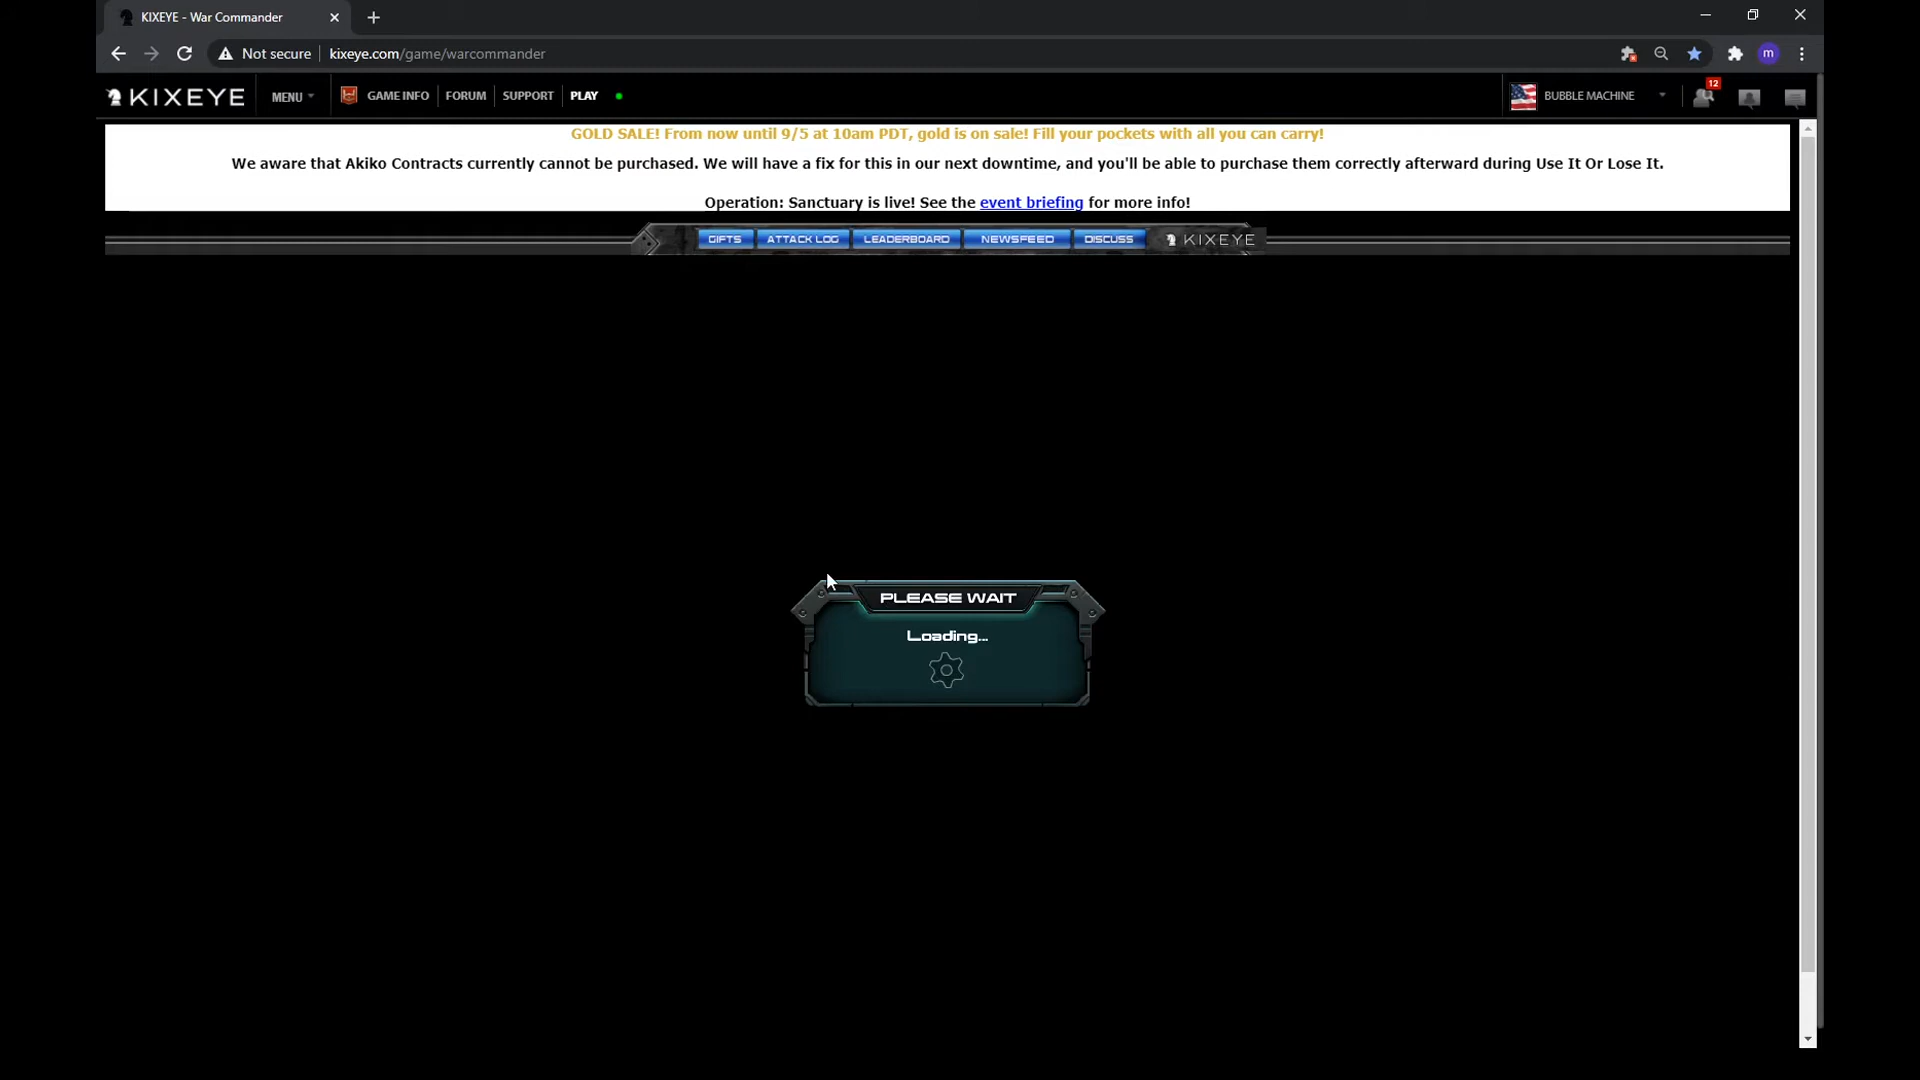 KIXEYE - War Commander
Not secure kixeye.com/game/warcommander
m
KIXEYE MENU GAME INFO FORUM SUPPORT PLAY BUBBLE MACHINE 12
GOLD SALE! From now until 9/5 at 10am PDT, gold is on sale! Fill your pockets with all you can carry!
We aware that Akiko Contracts currently cannot be purchased. We will have a fix for this in our next downtime, and you'll be able to purchase them correctly afterward during Use It Or Lose It.
Operation: Sanctuary is live! See the event briefing for more info!
GIFTS ATTACK LOG LEADERBOARD NEWSFEED DISCUSS KIXEYE
PLEASE WAIT
Loading...